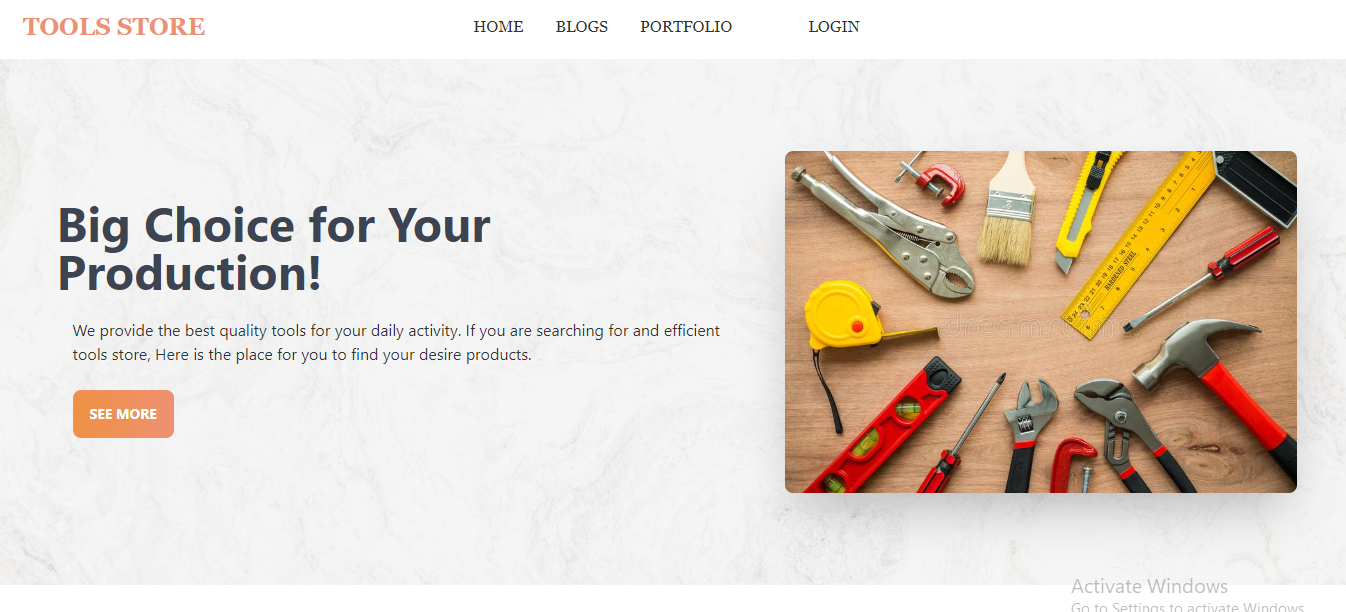 TOOLS STORE
HOME BLOGS PORTFOLIO LOGIN
Big Choice for Your
Production!
We provide the best quality tools for your daily activity. If you are searching for and efficient
tools store, Here is the place for you to find your desire products.
SEE MORE
HARDENED STEEL
Activate Windows
Go to Settings to activate Windows.